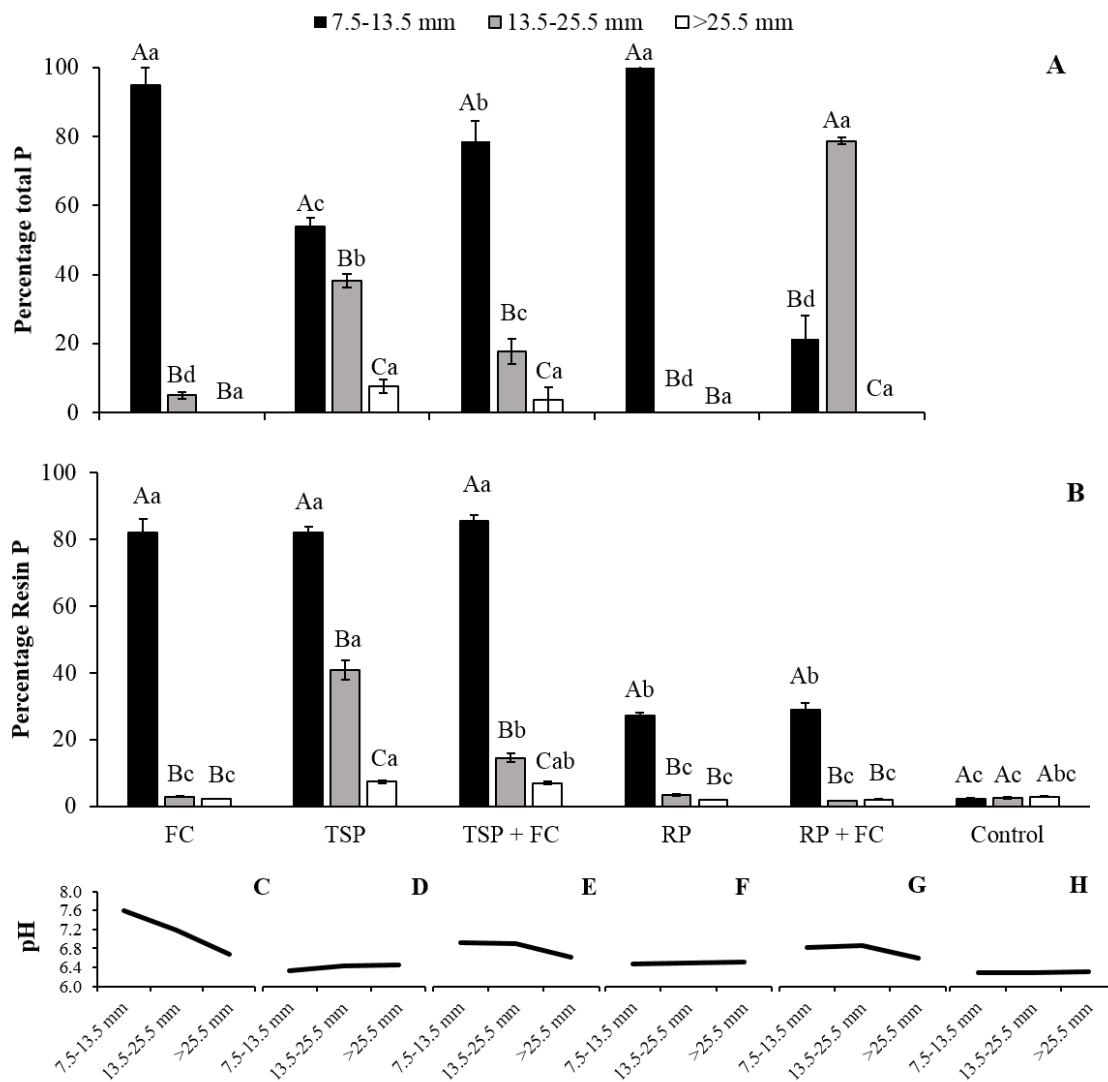 7.5-13.5 mm 13.5-25.5 mm >25.5 mm
A
Percentage total P
100
80
60
40
20
0
Aa Bd Ba
Ac Bb Ca
Ab Bc Ca
Aa Bd Ba
Bd Aa Ca
B
Percentage Resin P
100
80
60
40
20
0
Aa Bc Bc
Aa Ba Ca
Aa Bb Cab
Ab Bc Bc
Ab Bc Bc
Ac Ac Abc
FC TSP TSP + FC RP RP + FC Control
C D E F G H
pH
8.0
7.6
7.2
6.8
6.4
6.0
7.5-13.5 mm 13.5-25.5 mm >25.5 mm 7.5-13.5 mm 13.5-25.5 mm >25.5 mm 7.5-13.5 mm 13.5-25.5 mm >25.5 mm 7.5-13.5 mm 13.5-25.5 mm >25.5 mm 7.5-13.5 mm 13.5-25.5 mm >25.5 mm 7.5-13.5 mm 13.5-25.5 mm >25.5 mm